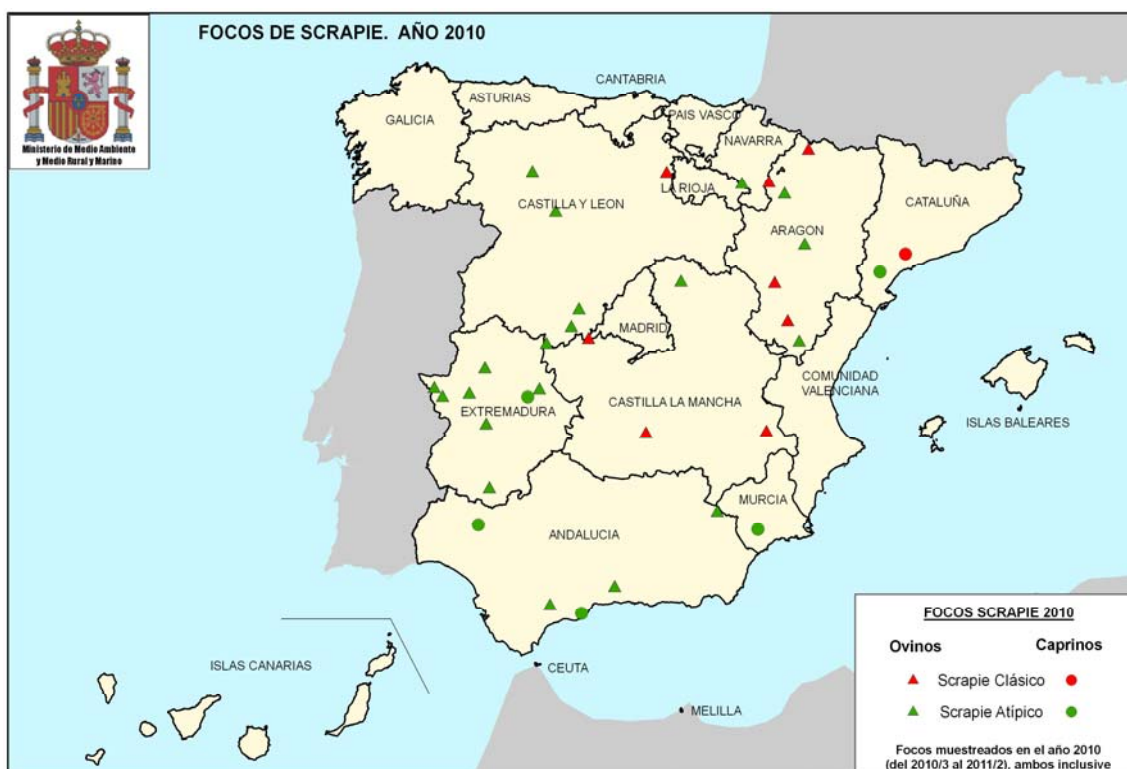 FOCOS DE SCRAPIE. AÑO 2010
Ministerio de Medio Ambiente
y Medio Rural y Marino
CANTABRIA
ASTURIAS
PAIS VASCO
GALICIA
NAVARRA
LA RIOJA
CASTILLA Y LEON
CATALUÑA
ARAGON
MADRID
COMUNIDAD
VALENCIANA
CASTILLA LA MANCHA
EXTREMADURA
ISLAS BALEARES
MURCIA
ANDALUCIA
ISLAS CANARIAS
CEUTA
MELILLA
FOCOS SCRAPIE 2010
Ovinos Caprinos
Scrapie Clásico
Scrapie Atípico
Focos muestreados en el año 2010
(del 2010/3 al 2011/2), ambos inclusive